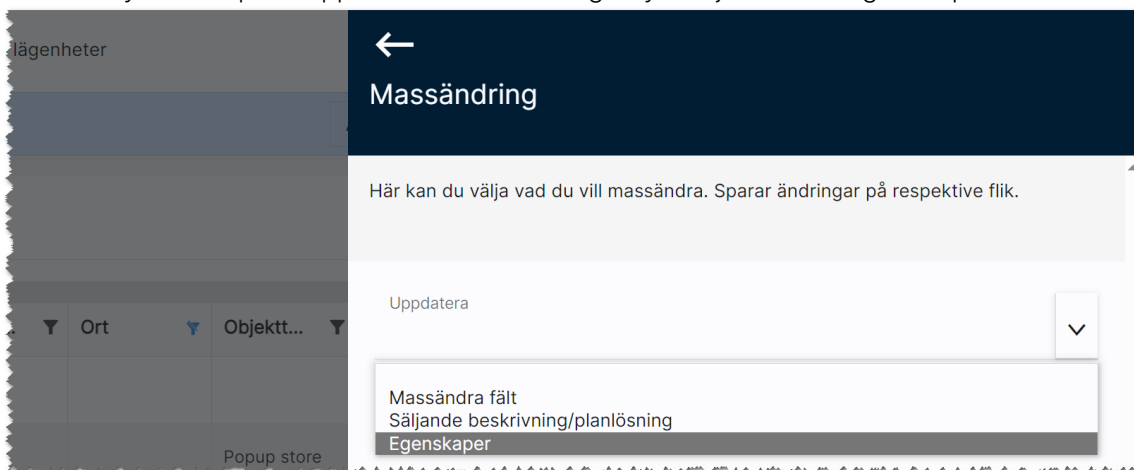 lägenheter
Massändring
Här kan du välja vad du vill massändra. Sparar ändringar på respektive flik.
Uppdatera
Ort
Objektt...
Massändra fält
Säljande beskrivning/planlösning
Egenskaper
Popup store